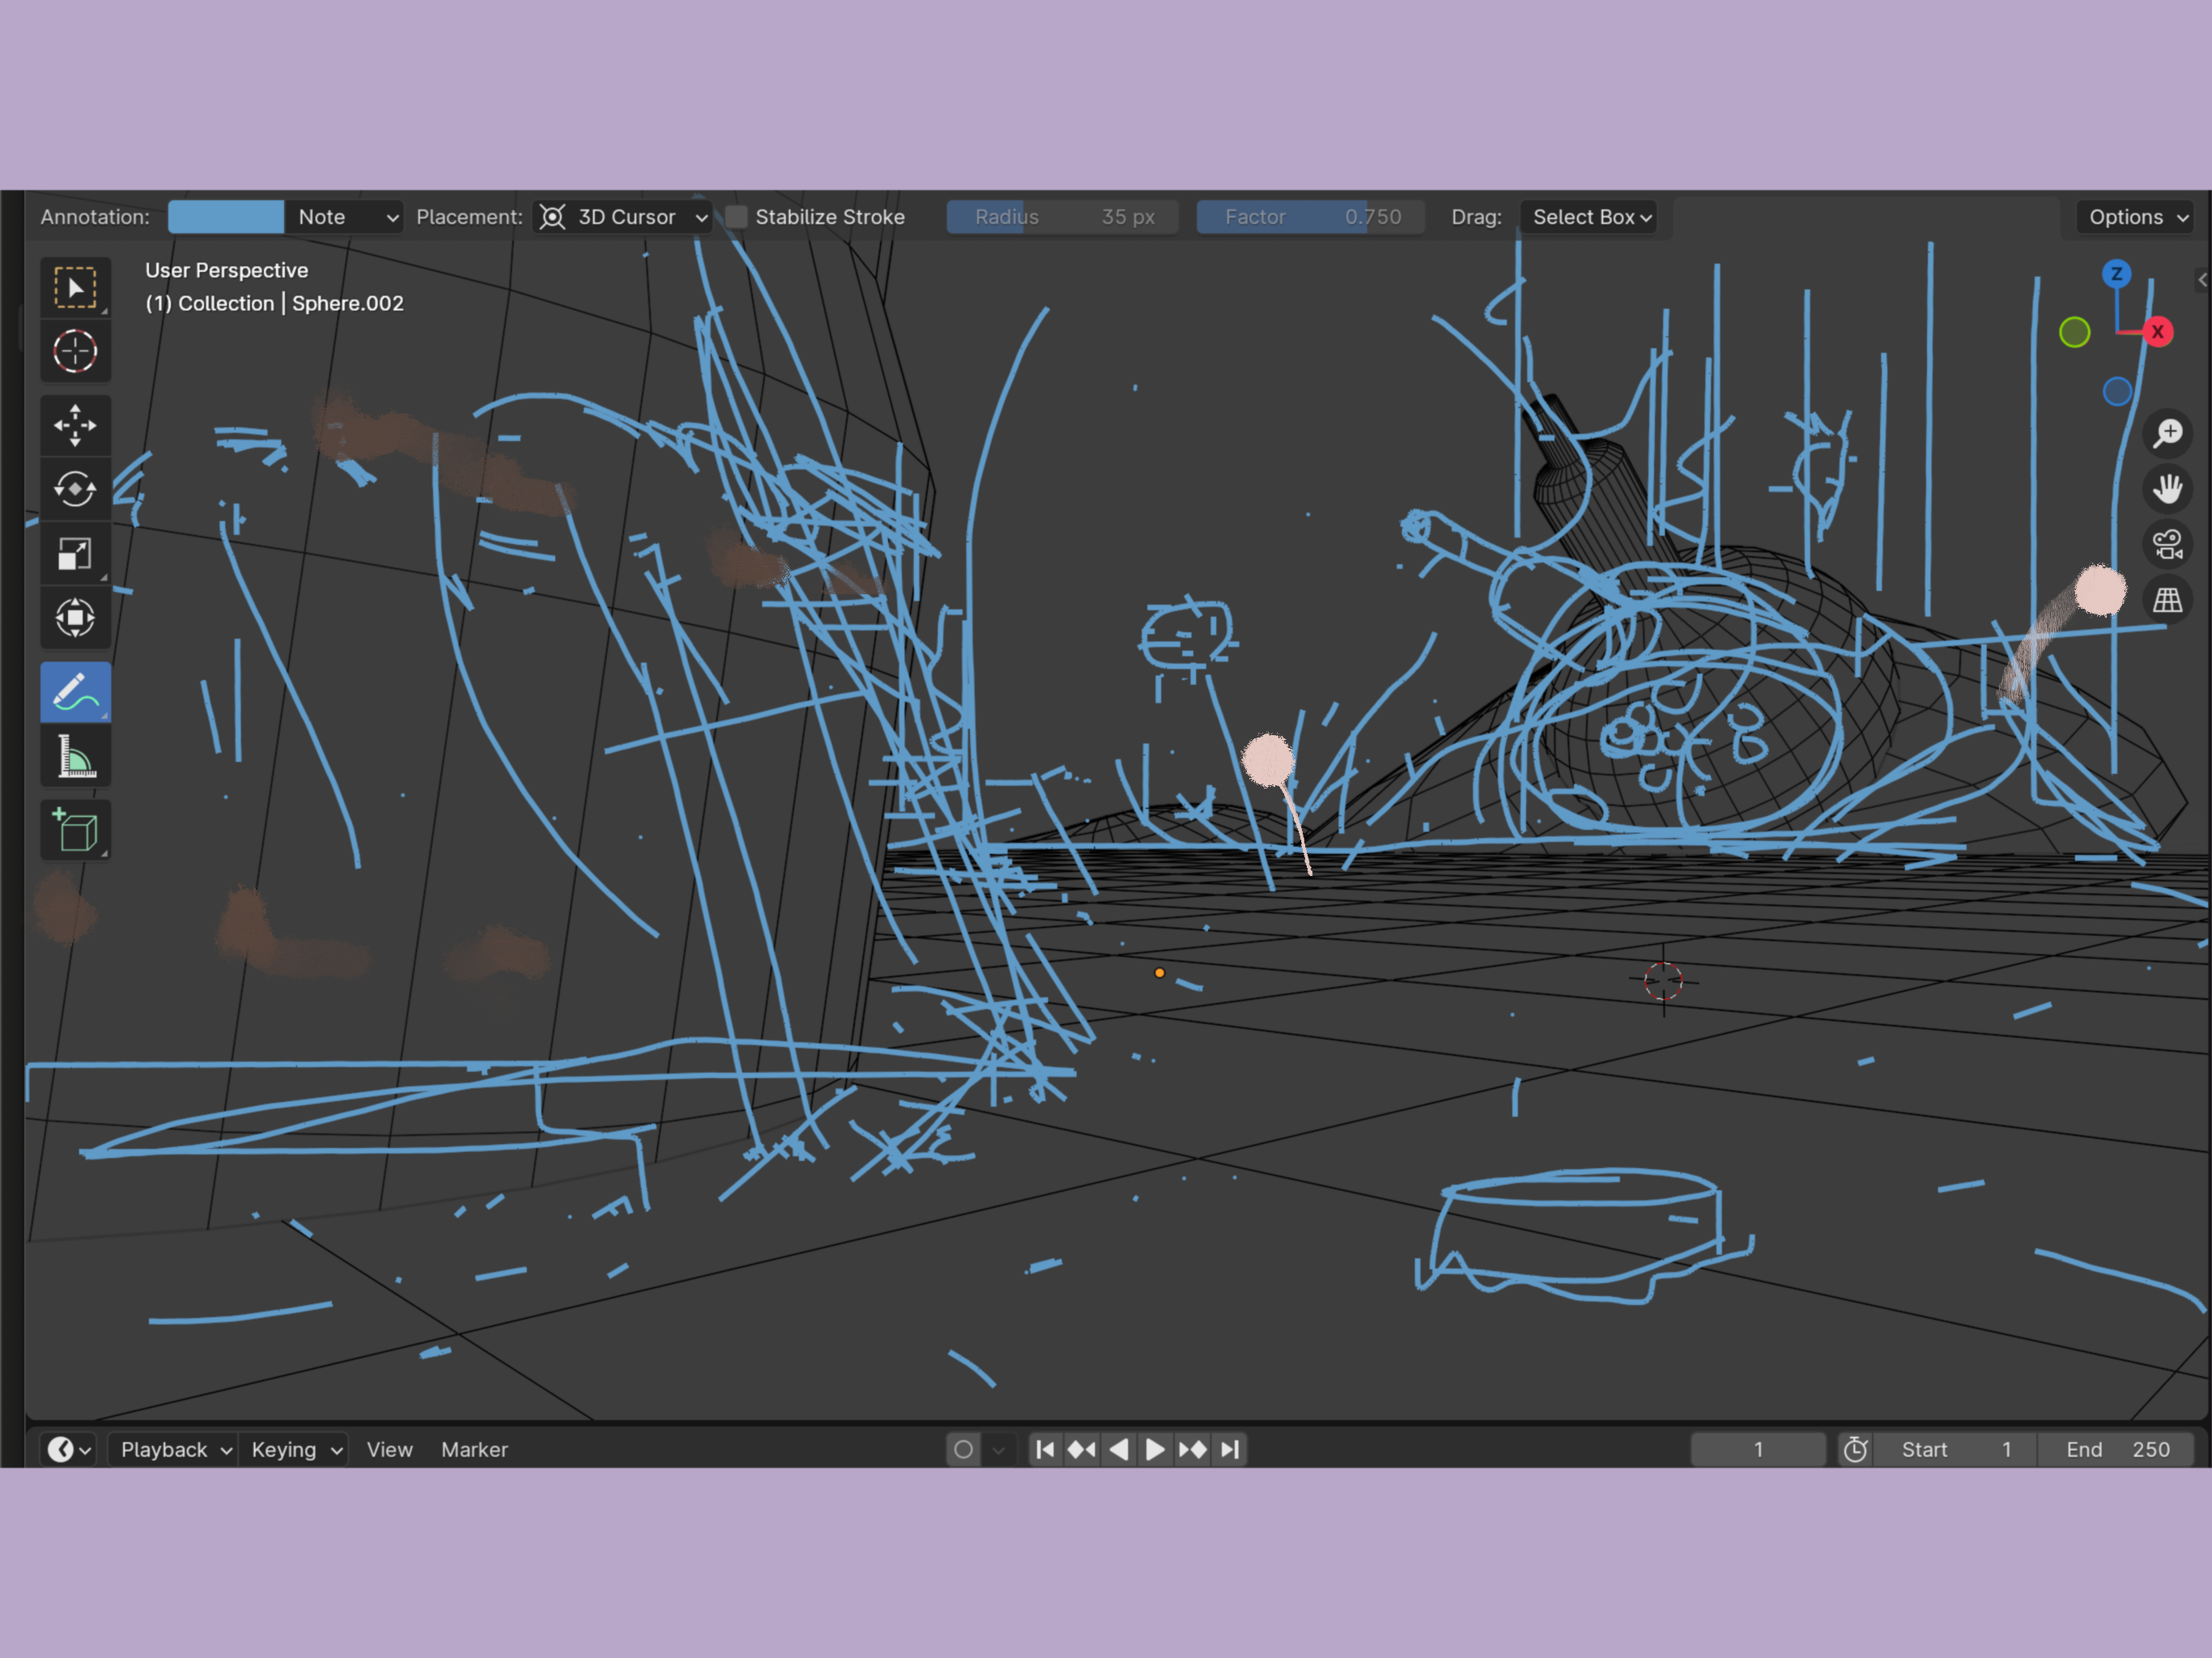 Annotation: Note Placement: 3D Cursor Stabilize Stroke Radius 35 px Factor 0.750 Drag: Select Box Options
User Perspective
(1) Collection | Sphere.002
Z
X
Playback Keying View Marker 1 Start 1 End 250